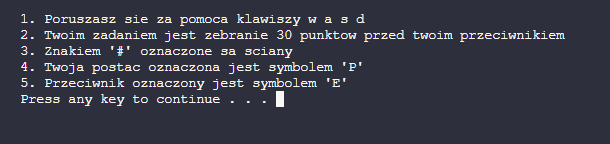 1. Poruszasz sie za pomoca klawiszy w a s d
2. Twoim zadaniem jest zebranie 30 punktow przed twoim przeciwnikiem
3. Znakiem '#' oznaczone sa sciany
4. Twoja postac oznaczona jest symbolem 'P'
5. Przeciwnik oznaczony jest symbolem 'E'
Press any key to continue . . .